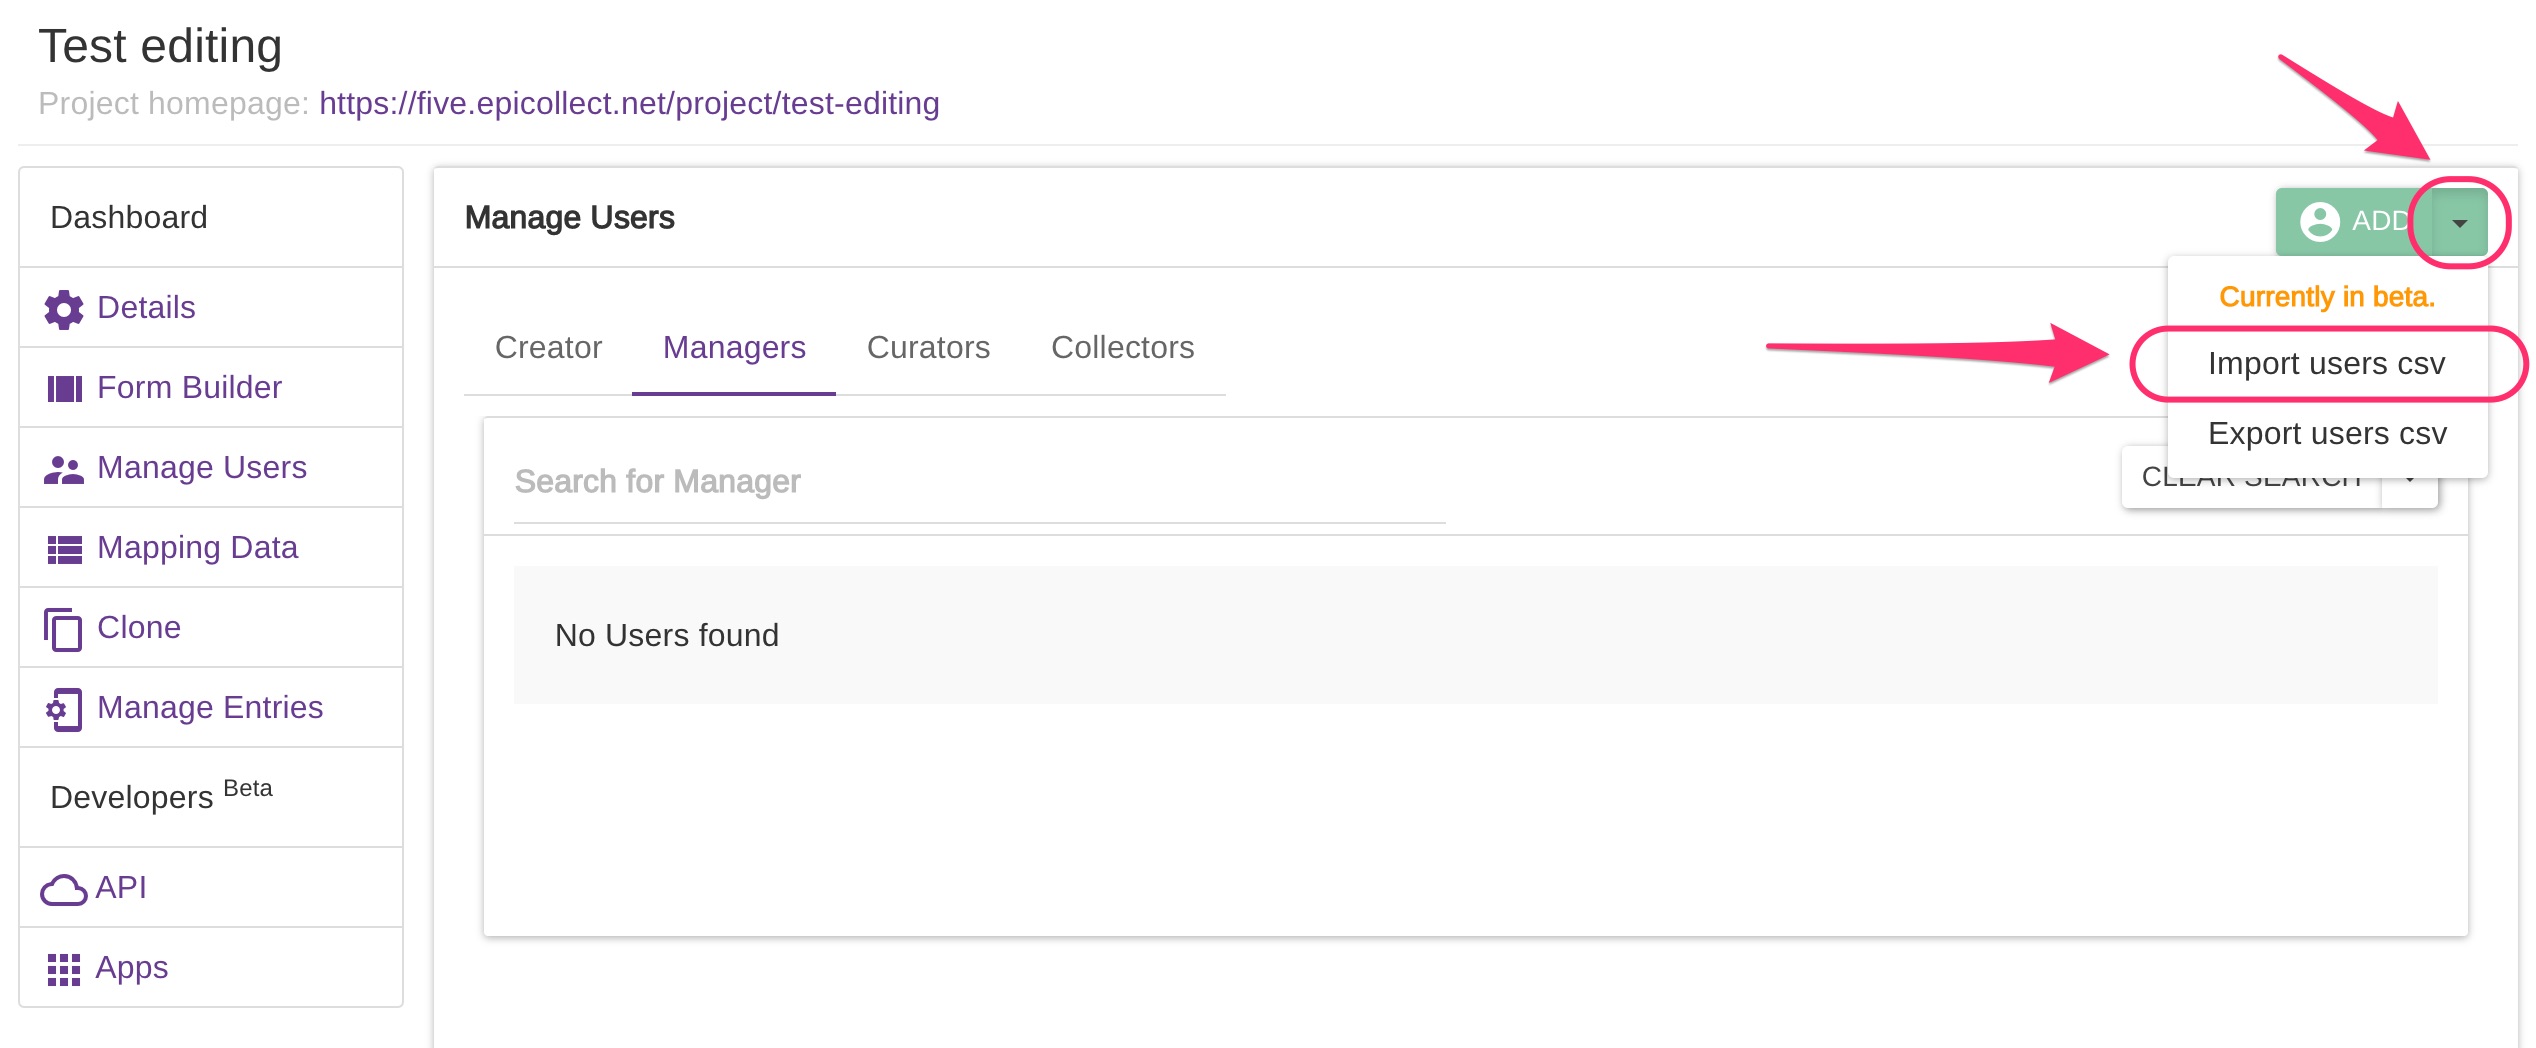 Test editing
Project homepage: https://five.epicollect.net/project/test-editing
Dashboard
Details
Form Builder
Manage Users
Mapping Data
Clone
Manage Entries
Developers Beta
API
Apps
Manage Users
ADD
Currently in beta.
Import users csv
Export users csv
Creator Managers Curators Collectors
Search for Manager
CLEAR SEARCH
No Users found